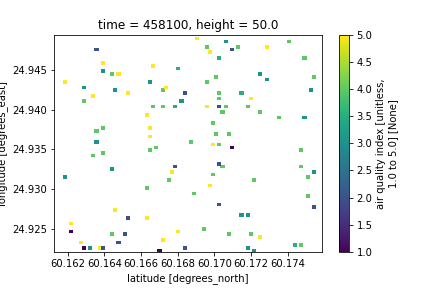 time = 458100, height = 50.0
24.945
24.940
24.935
24.930
24.925
60.162 60.164 60.166 60.168 60.170 60.172 60.174
latitude [degrees_north]
longitude [degrees_east]
5.0
4.5
4.0
3.5
3.0
2.5
2.0
1.5
1.0
air quality index [unitless,
1.0 to 5.0] [None]